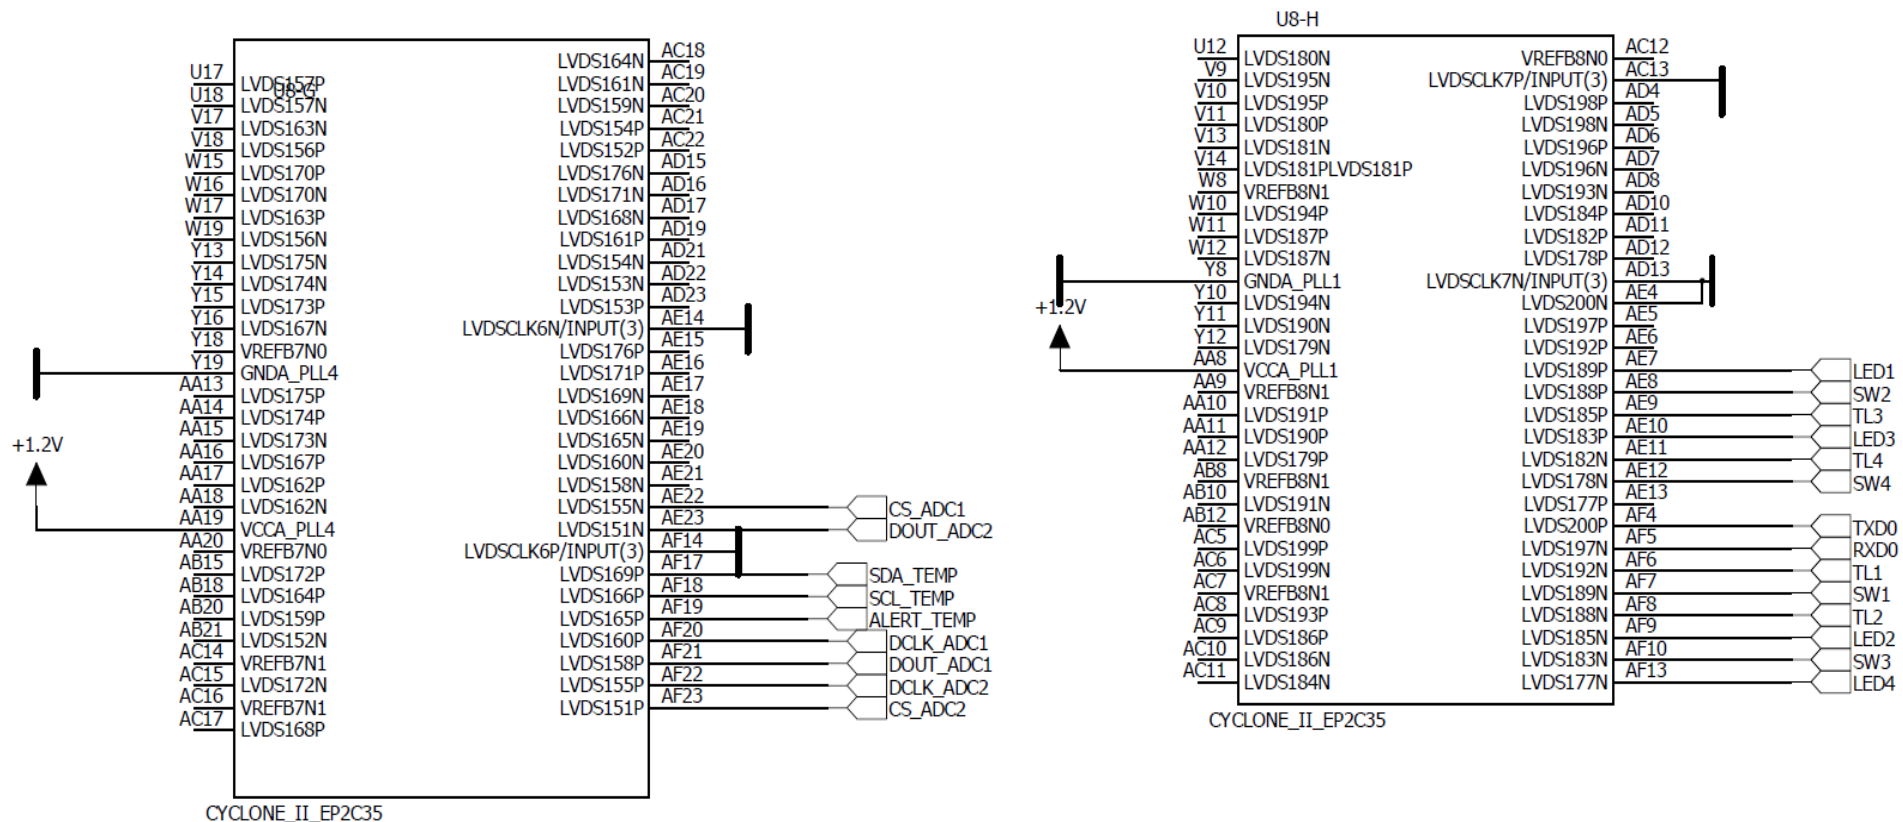 U8-G
U17 LVDS157P
U18 LVDS157N
V17 LVDS163N
V18 LVDS156P
W15 LVDS170P
W16 LVDS170N
W17 LVDS163P
W19 LVDS156N
Y13 LVDS175N
Y14 LVDS174N
Y15 LVDS173P
Y16 LVDS167N
Y18 VREFB7N0
Y19 GNDA_PLL4
AA13 LVDS175P
AA14 LVDS174P
AA15 LVDS173N
AA16 LVDS167P
AA17 LVDS162P
AA18 LVDS162N
AA19 VCCA_PLL4
AA20 VREFB7N0
AB15 LVDS172P
AB18 LVDS164P
AB20 LVDS159P
AB21 LVDS152N
AC14 VREFB7N1
AC15 LVDS172N
AC16 VREFB7N1
AC17 LVDS168P
+1.2V
LVDS164N AC18
LVDS161N AC19
LVDS159N AC20
LVDS154P AC21
LVDS152P AC22
LVDS176N AD15
LVDS171N AD16
LVDS168N AD17
LVDS161P AD19
LVDS154N AD21
LVDS153N AD22
LVDS153P AD23
LVDSCLK6N/INPUT(3) AE14
LVDS176P AE15
LVDS171P AE16
LVDS169N AE17
LVDS166N AE18
LVDS165N AE19
LVDS160N AE20
LVDS158N AE21
LVDS155N AE22 CS_ADC1
LVDS151N AE23 DOUT_ADC2
LVDSCLK6P/INPUT(3) AF14
LVDS169P AF17 SDA_TEMP
LVDS166P AF18 SCL_TEMP
LVDS165P AF19 ALERT_TEMP
LVDS160P AF20 DCLK_ADC1
LVDS158P AF21 DOUT_ADC1
LVDS155P AF22 DCLK_ADC2
LVDS151P AF23 CS_ADC2
CYCLONE_II_EP2C35
U8-H
U12 LVDS180N
V9 LVDS195N
V10 LVDS195P
V11 LVDS180P
V13 LVDS181N
V14 LVDS181PLVDS181P
W8 VREFB8N1
W10 LVDS194P
W11 LVDS187P
W12 LVDS187N
Y8 GNDA_PLL1
Y10 LVDS194N
Y11 LVDS190N
Y12 LVDS179N
AA8 VCCA_PLL1
AA9 VREFB8N1
AA10 LVDS191P
AA11 LVDS190P
AA12 LVDS179P
AB8 VREFB8N1
AB10 LVDS191N
AB12 VREFB8N0
AC5 LVDS199P
AC6 LVDS199N
AC7 VREFB8N1
AC8 LVDS193P
AC9 LVDS186P
AC10 LVDS186N
AC11 LVDS184N
+1.2V
VREFB8N0 AC12
LVDSCLK7P/INPUT(3) AC13
LVDS198P AD4
LVDS198N AD5
LVDS196P AD6
LVDS196N AD7
LVDS193N AD8
LVDS184P AD10
LVDS182P AD11
LVDS178P AD12
LVDSCLK7N/INPUT(3) AD13
LVDS200N AE4
LVDS197P AE5
LVDS192P AE6
LVDS189P AE7 LED1
LVDS188P AE8 SW2
LVDS185P AE9 TL3
LVDS183P AE10 LED3
LVDS182N AE11 TL4
LVDS178N AE12 SW4
LVDS177P AE13
LVDS200P AF4 TXD0
LVDS197N AF5 RXD0
LVDS192N AF6 TL1
LVDS189N AF7 SW1
LVDS188N AF8 TL2
LVDS185N AF9 LED2
LVDS183N AF10 SW3
LVDS177N AF13 LED4
CYCLONE_II_EP2C35